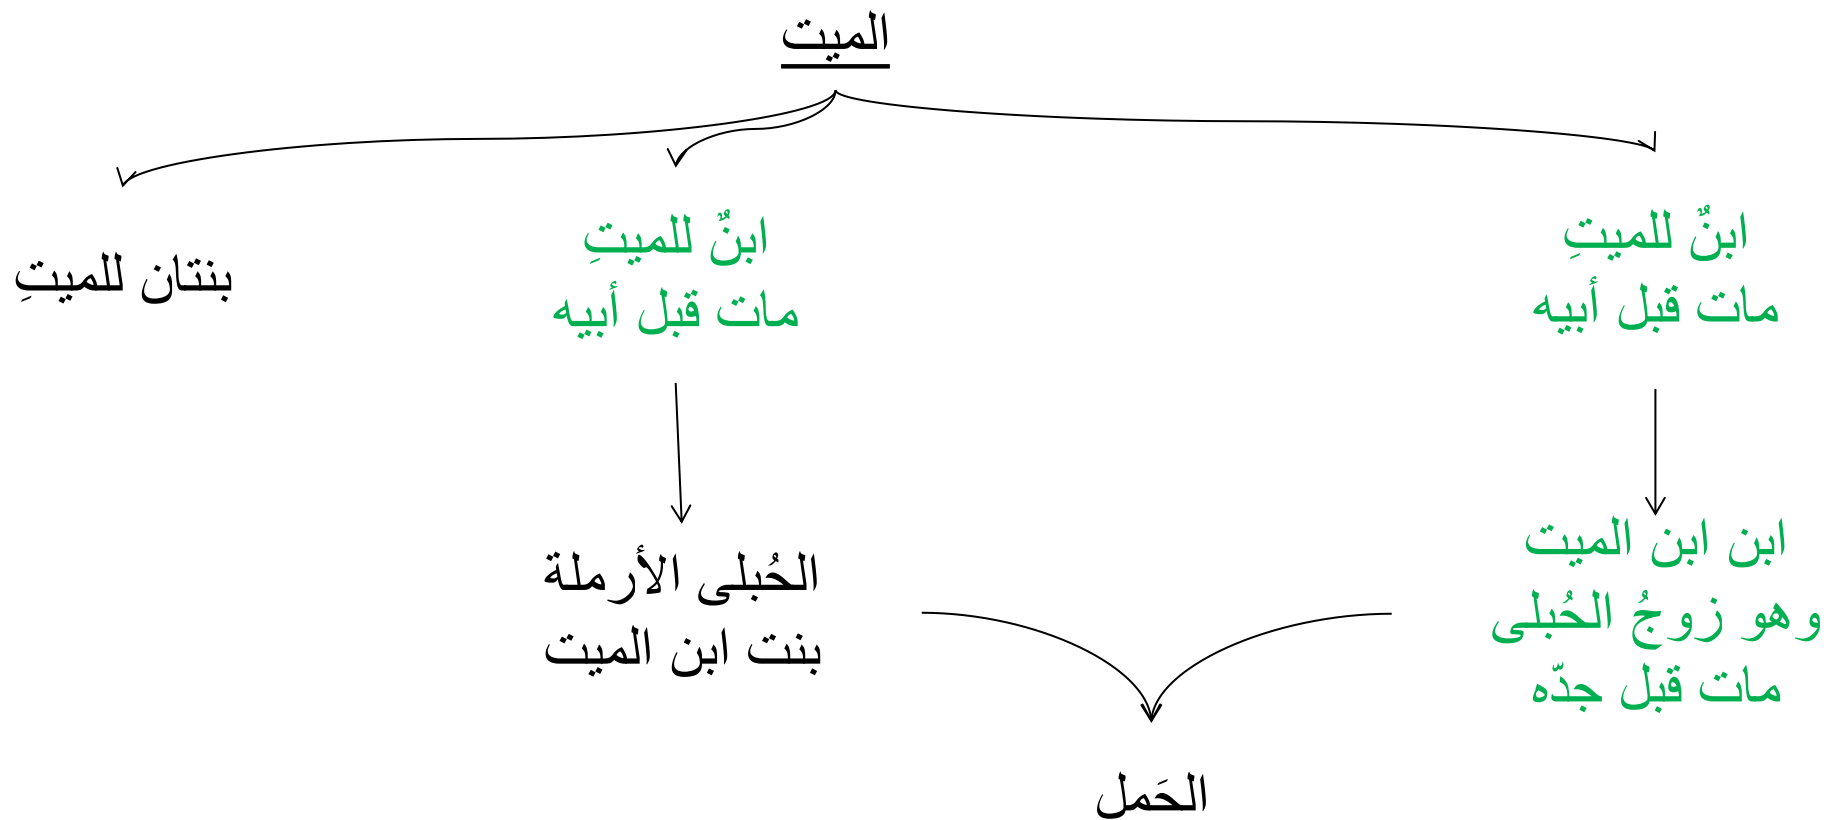 الميت
ابنٌ للميتِ
مات قبل أبيه
ابنٌ للميتِ
مات قبل أبيه
بنتان للميتِ
ابن ابن الميت
وهو زوجُ الحُبلى
مات قبل جدّه
الحُبلى الأرملة
بنت ابن الميت
الحَمل